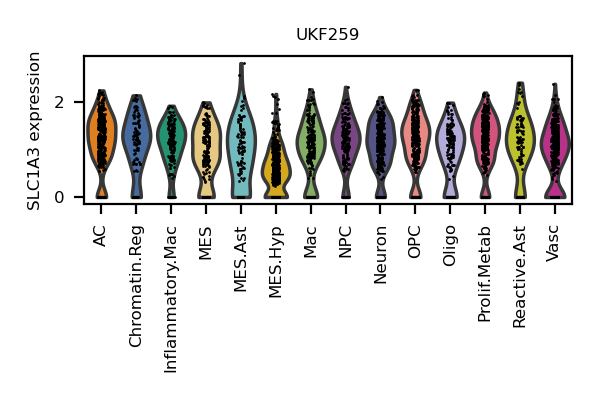 UKF259
SLC1A3 expression
2
0
AC
Chromatin.Reg
Inflammatory.Mac
MES
MES.Ast
MES.Hyp
Mac
NPC
Neuron
OPC
Oligo
Prolif.Metab
Reactive.Ast
Vasc